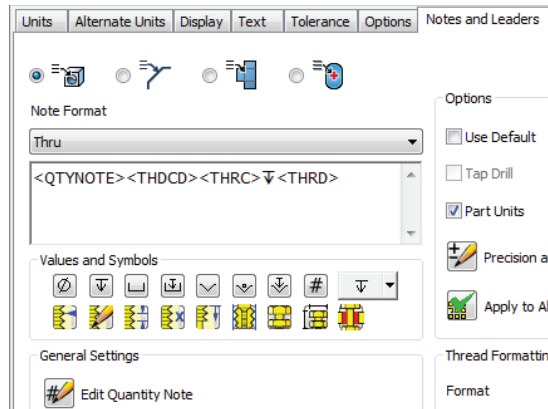 Units Alternate Units Display Text Tolerance Options Notes and Leaders
Note Format
Thru
<QTYNOTE><THDCD><THRC>↧<THRD>
Values and Symbols
General Settings
Edit Quantity Note
Options
Use Default
Tap Drill
Part Units
Precision a
Apply to Al
Thread Formattin
Format